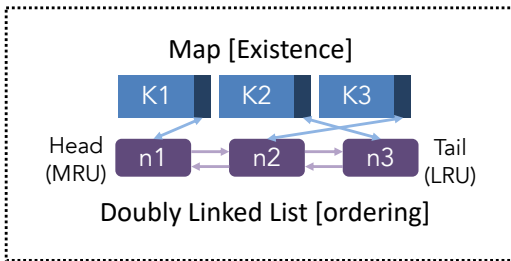 Map [Existence]
K1 K2 K3
Head
(MRU)
n1 n2 n3
Tail
(LRU)
Doubly Linked List [ordering]